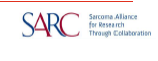 SARC
Sarcoma Alliance
for Research
Through Collaboration